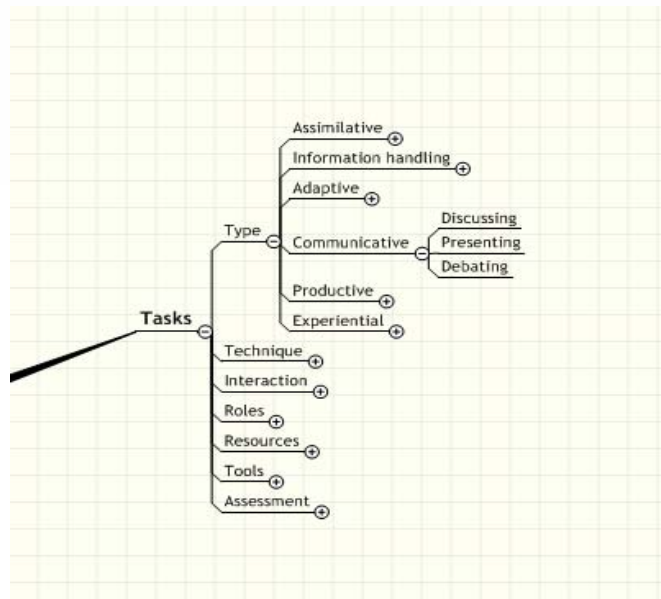 Assimilative
Information handling
Adaptive
Type
Communicative
Discussing
Presenting
Debating
Productive
Experiential
Tasks
Technique
Interaction
Roles
Resources
Tools
Assessment